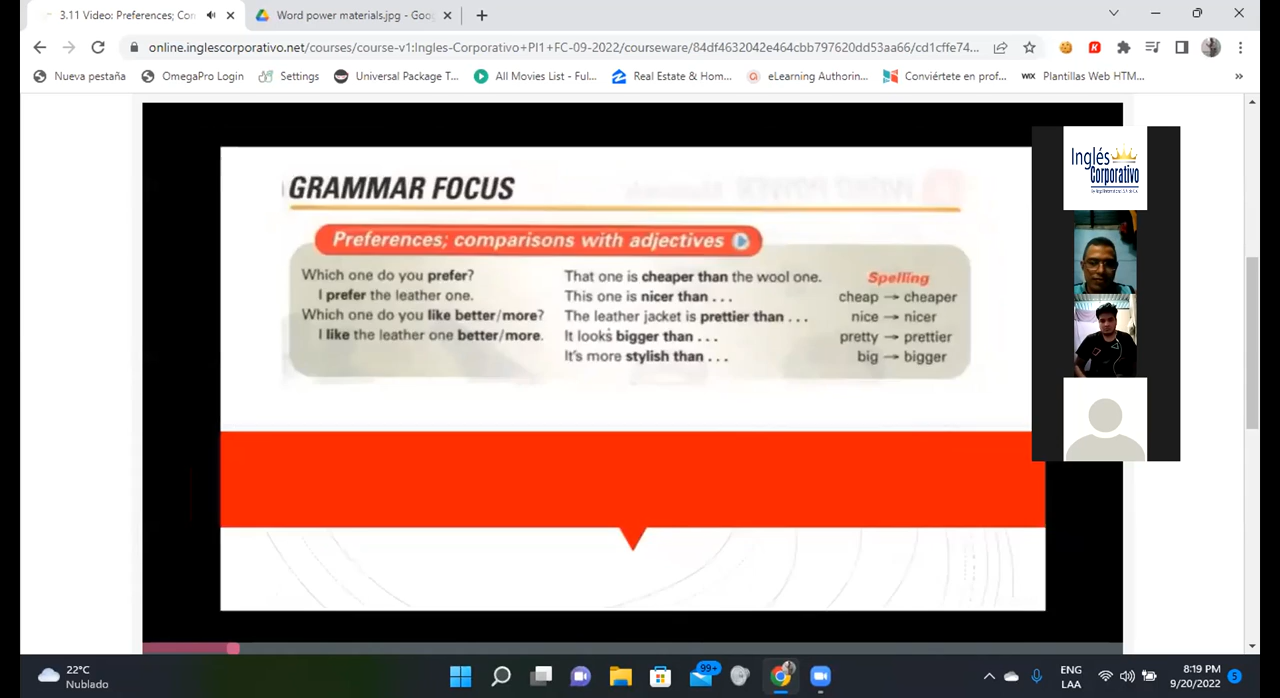 3.11 Video: Preferences; Con
Word power materials.jpg - Goo
online.inglescorporativo.net/courses/course-v1:Ingles-Corporativo+PI1+FC-09-2022/courseware/84df4632042e464cbb797620dd53aa66/cd1cffe74...
Nueva pestaña
OmegaPro Login
Settings
Universal Package T...
All Movies List - Ful...
Real Estate & Hom...
eLearning Authorin...
Conviértete en prof...
WIX Plantillas Web HTM...
»
GRAMMAR FOCUS
Preferences; comparisons with adjectives
Which one do you prefer?
I prefer the leather one.
Which one do you like better/more?
I like the leather one better/more.
That one is cheaper than the wool one.
This one is nicer than . . .
The leather jacket is prettier than . . .
It looks bigger than . . .
It's more stylish than . . .
Spelling
cheap → cheaper
nice → nicer
pretty → prettier
big → bigger
Inglés
Corporativo
22°C
Nublado
99+
ENG
LAA
8:19 PM
9/20/2022
5